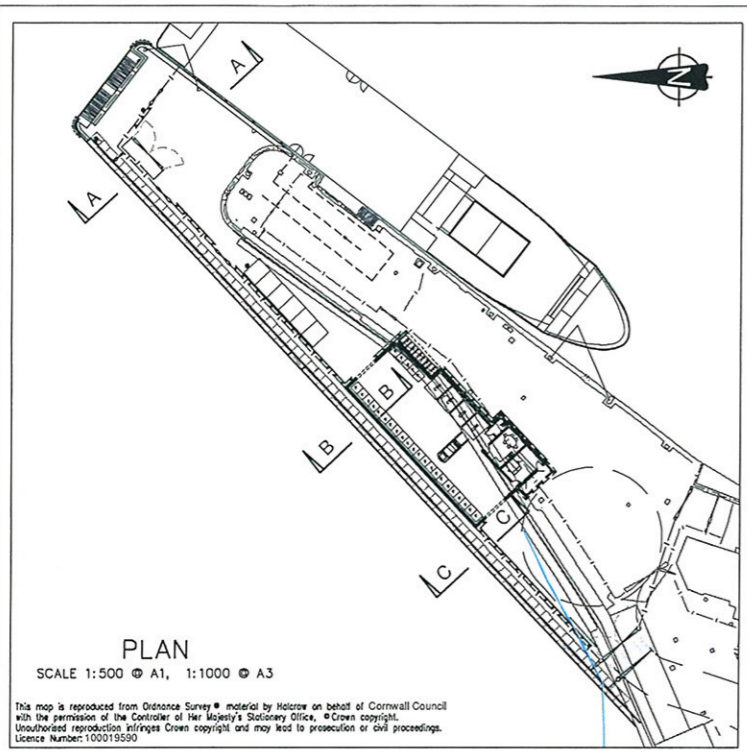 A
N
A
B
B
C
C
PLAN
SCALE 1:500 @ A1, 1:1000 @ A3
This map is reproduced from Ordnance Survey ® material by Halcrow on behalf of Cornwall Council
with the permission of the Controller of Her Majesty's Stationery Office, © Crown copyright.
Unauthorised reproduction infringes Crown copyright and may lead to prosecution or civil proceedings.
Licence Number: 100019590